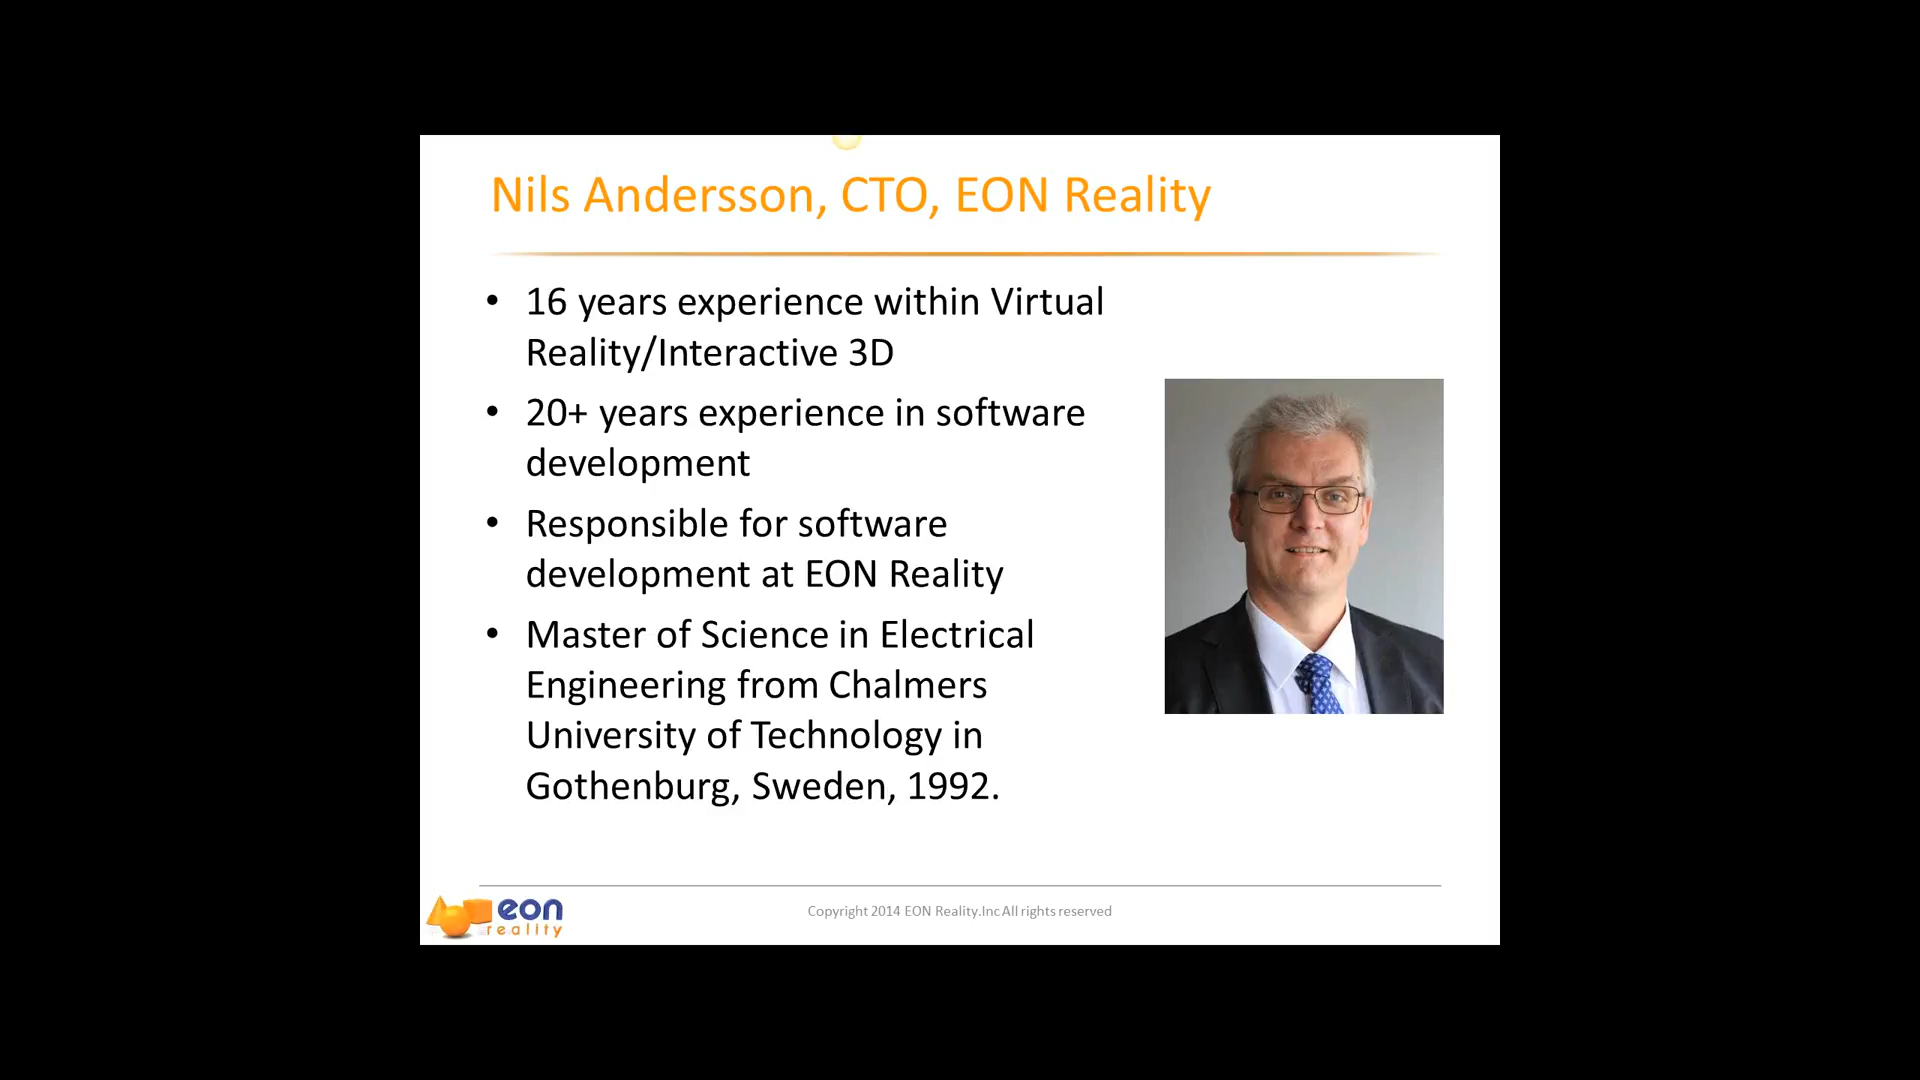 Nils Andersson, CTO, EON Reality
• 16 years experience within Virtual
Reality/Interactive 3D
• 20+ years experience in software
development
• Responsible for software
development at EON Reality
• Master of Science in Electrical
Engineering from Chalmers
University of Technology in
Gothenburg, Sweden, 1992.
eon
reality
Copyright 2014 EON Reality.Inc All rights reserved